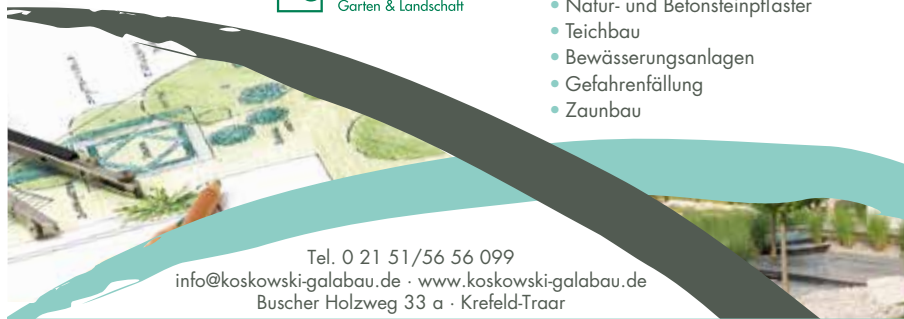 Garten & Landschaft
• Natur- und Betonsteinpflaster
• Teichbau
• Bewässerungsanlagen
• Gefahrenfällung
• Zaunbau
Tel. 0 21 51/56 56 099
info@koskowski-galabau.de · www.koskowski-galabau.de
Buscher Holzweg 33 a · Krefeld-Traar